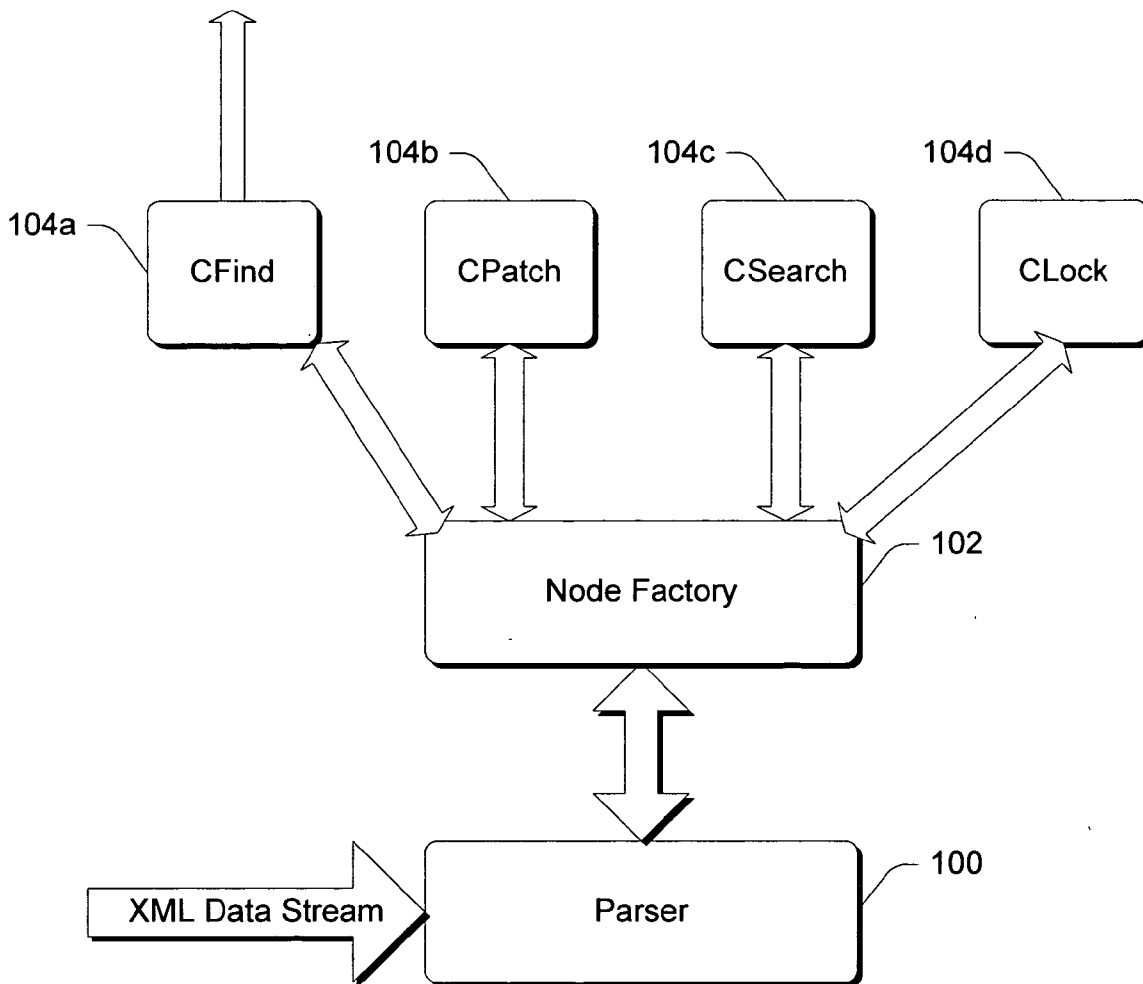 104b
104c
104d
104a
CFind
CPatch
CSearch
CLock
102
Node Factory
100
XML Data Stream
Parser